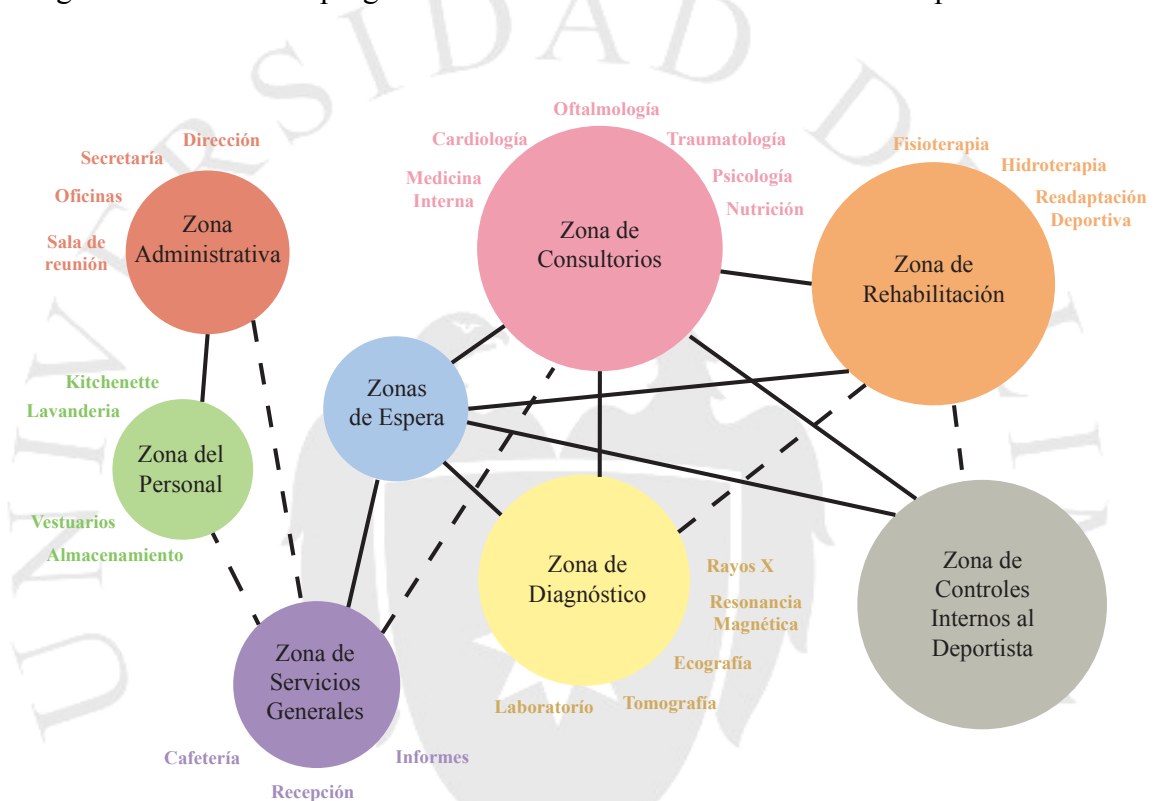 UNIVERSIDAD D
Oftalmología
Cardiología
Traumatología
Medicina
Interna
Psicología
Nutrición
Zona de
Consultorios
Dirección
Secretaría
Oficinas
Sala de
reunión
Zona
Administrativa
Fisioterapia
Hidroterapia
Readaptación
Deportiva
Zona de
Rehabilitación
Zonas
de Espera
Kitchenette
Lavanderia
Zona del
Personal
Vestuarios
Almacenamiento
Zona de
Diagnóstico
Rayos X
Resonancia
Magnética
Ecografía
Tomografía
Laboratorío
Zona de
Controles
Internos al
Deportista
Zona de
Servicios
Generales
Cafetería
Informes
Recepción